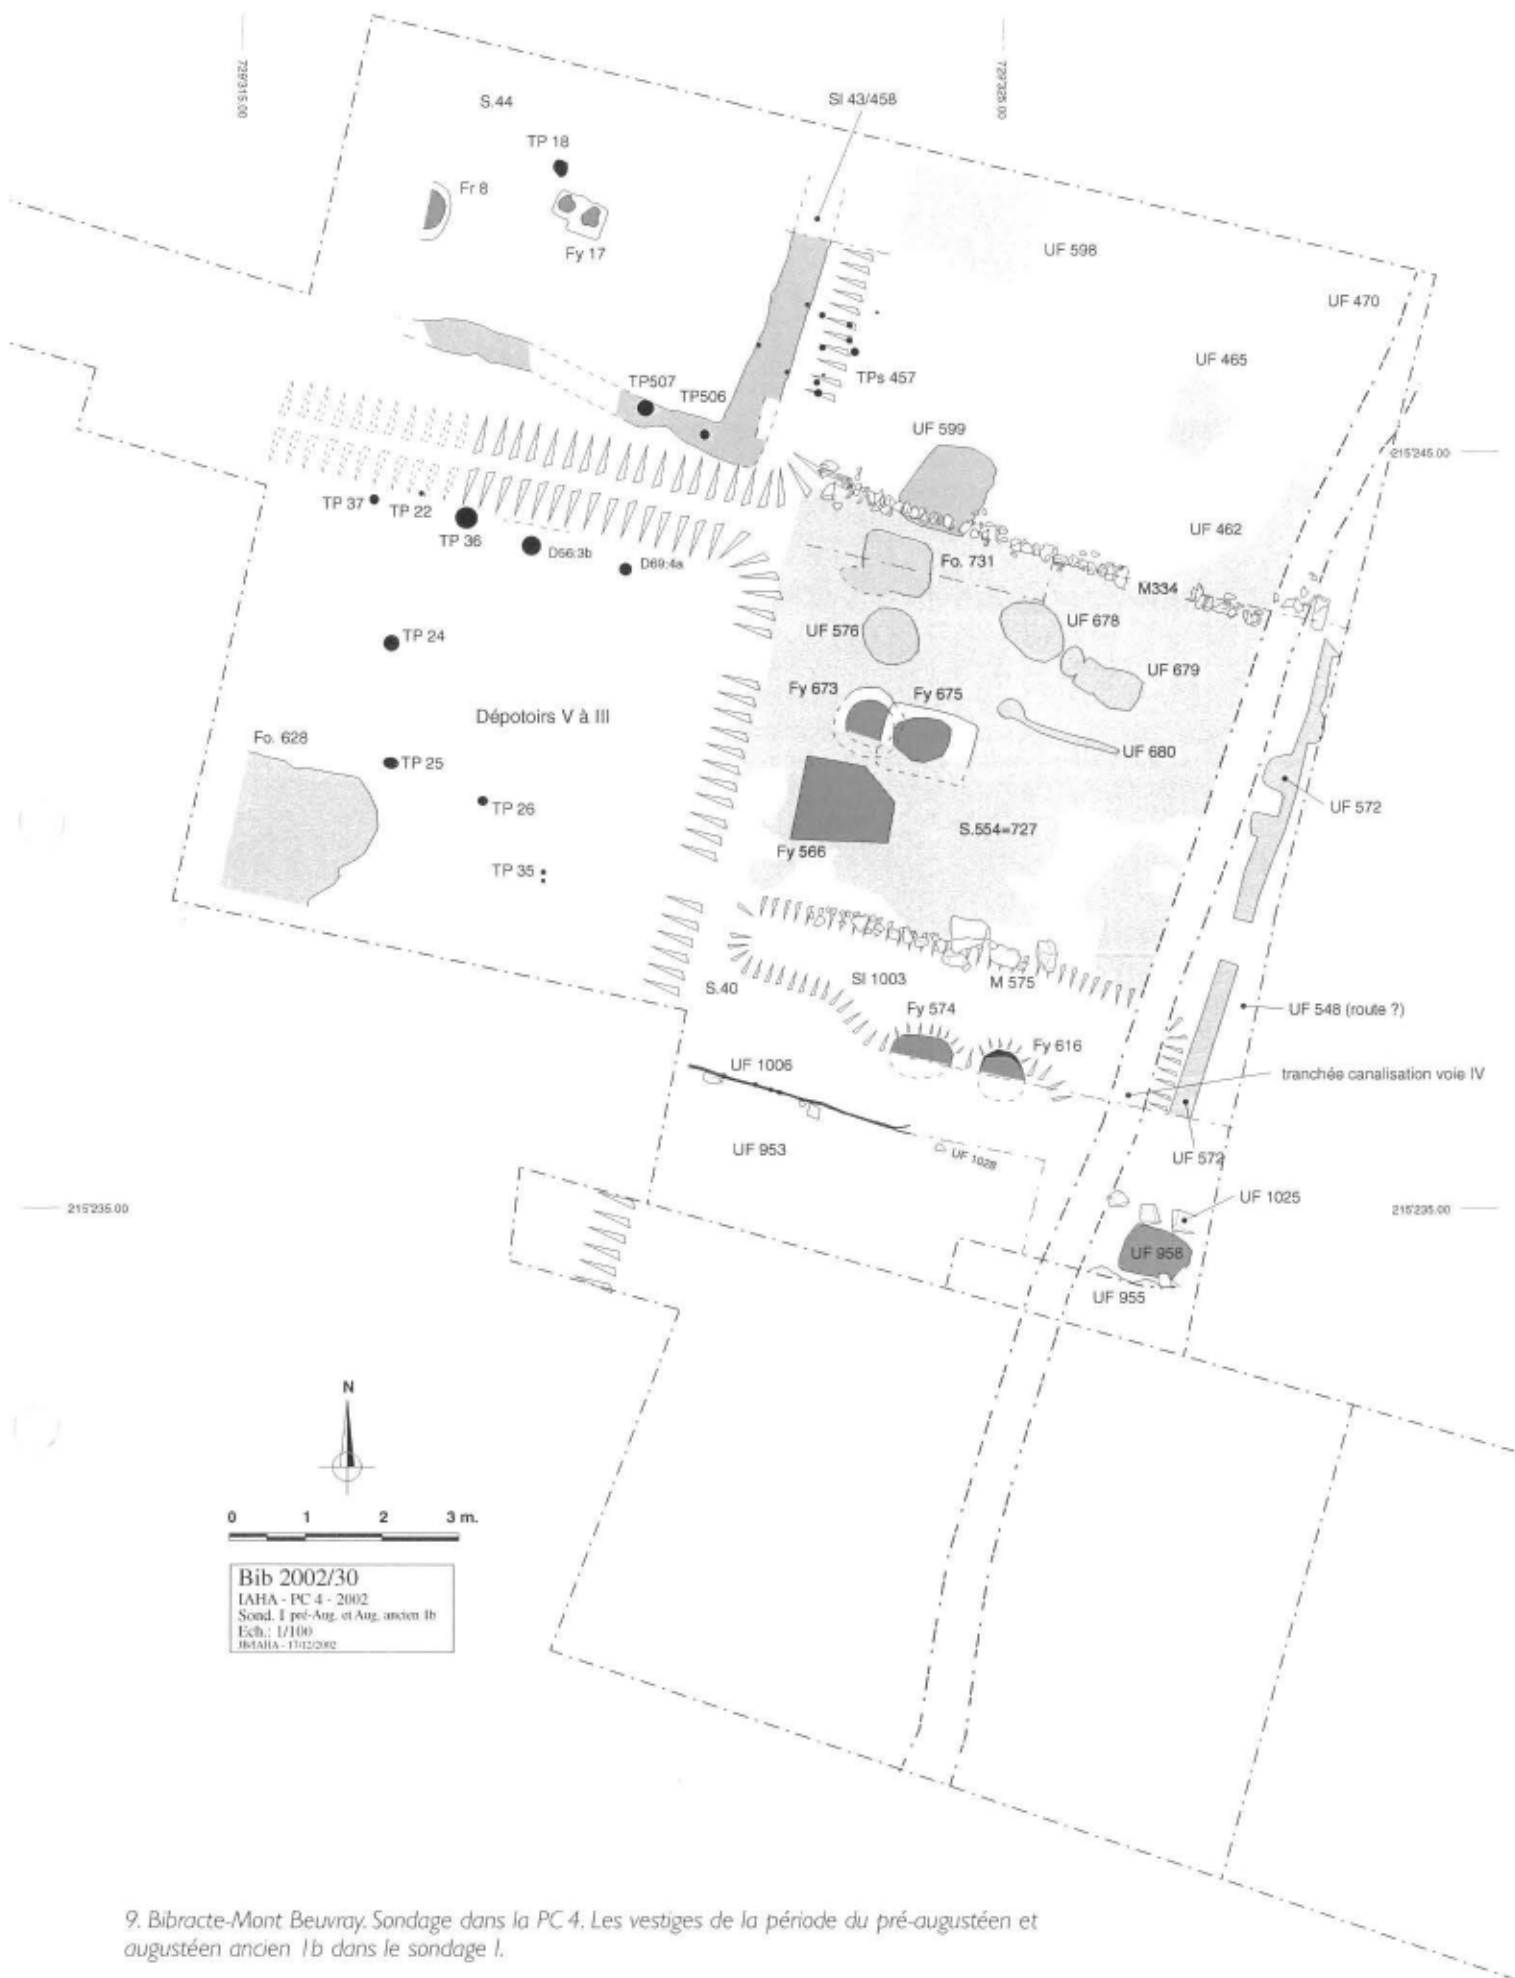 729'315.00
729'325.00
S.44
SI 43/458
TP 18
Fr 8
Fy 17
UF 598
UF 470
UF 465
TPs 457
TP507
TP506
UF 599
215'245.00
TP 37
TP 22
TP 36
D56:3b
D69:4a
UF 462
Fo. 731
M334
UF 576
UF 678
UF 679
TP 24
Fy 673
Fy 675
Dépotoirs V à III
UF 680
Fo. 628
TP 25
TP 26
UF 572
S.554=727
Fy 566
TP 35
SI 1003
M 575
S.40
Fy 574
UF 548 (route ?)
Fy 616
UF 1006
tranchée canalisation voie IV
UF 953
UF 1028
UF 572
UF 1025
215'235.00
215'235.00
UF 958
UF 955
N
0 1 2 3 m.
Bib 2002/30
IAHA - PC 4 - 2002
Sond. I pré-Aug. et Aug. ancien 1b
Ech.: 1/100
JB/IAHA - 17/12/2002
9. Bibracte-Mont Beuvray. Sondage dans la PC 4. Les vestiges de la période du pré-augustéen et
augustéen ancien 1b dans le sondage I.